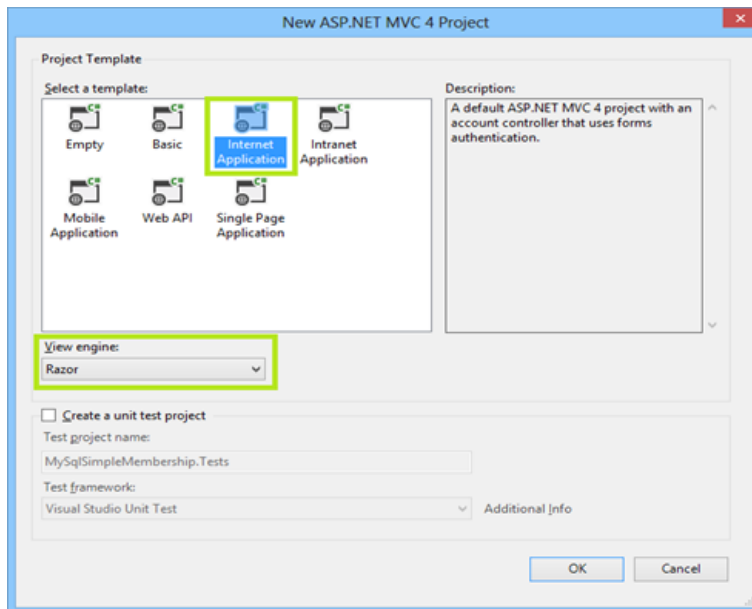 New ASP.NET MVC 4 Project
Project Template
Select a template:
Description:
Empty
Basic
Internet
Application
Intranet
Application
A default ASP.NET MVC 4 project with an
account controller that uses forms
authentication.
Mobile
Application
Web API
Single Page
Application
View engine:
Razor
Create a unit test project
Test project name:
MySqlSimpleMembership.Tests
Test framework:
Visual Studio Unit Test
Additional Info
OK
Cancel